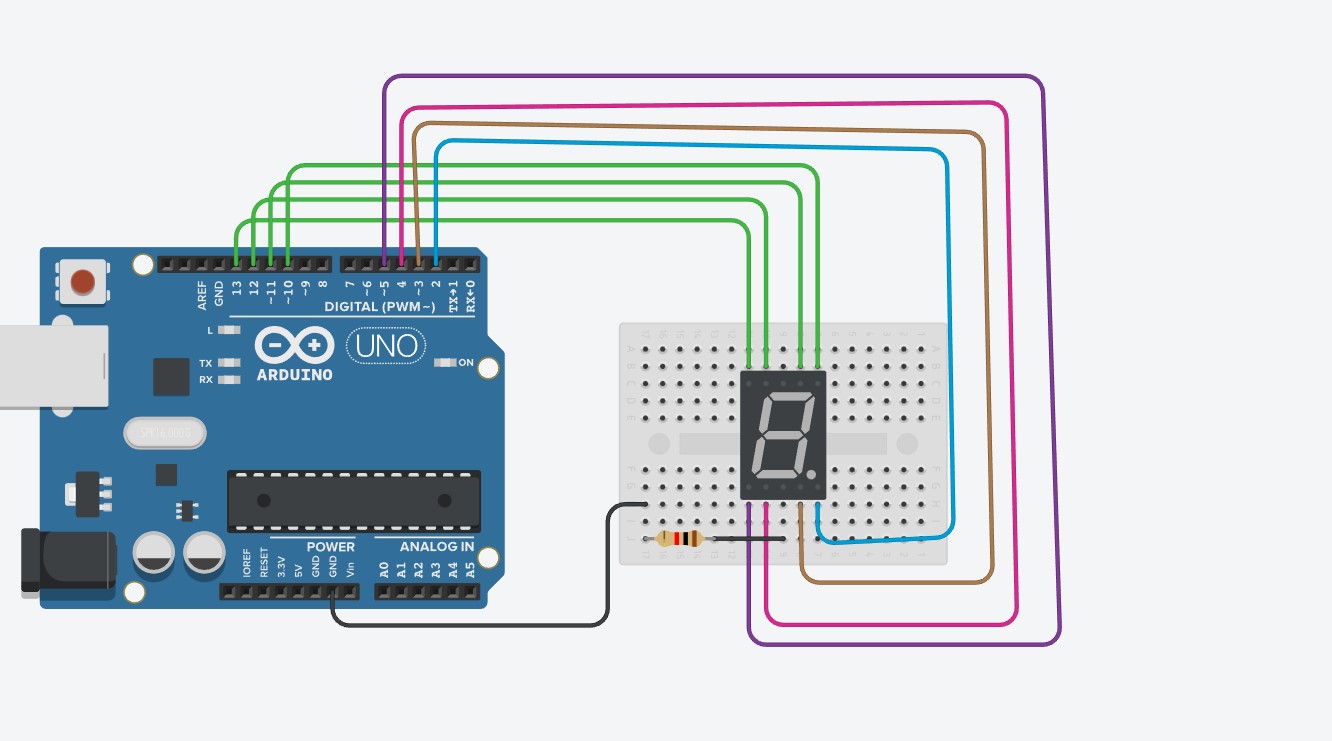 AREF
GND
13
12
~11
~10
~9
8
7
~6
~5
4
~3
2
TX→1
RX←0
DIGITAL (PWM~)
L
TX
RX
ARDUINO
UNO
ON
IOREF
RESET
3.3V
5V
GND
GND
Vin
POWER
ANALOG IN
A0
A1
A2
A3
A4
A5